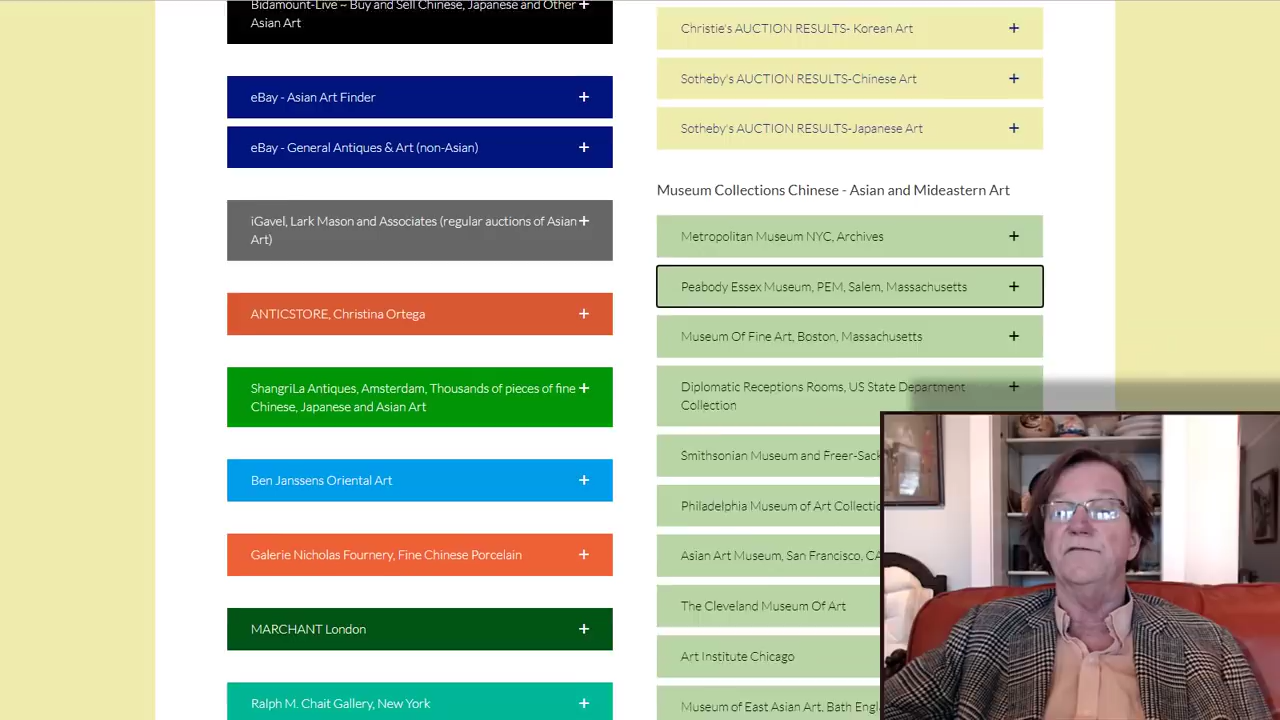 Bidamount-Live ~ Buy and Sell Chinese, Japanese and Other
Asian Art
eBay - Asian Art Finder
eBay - General Antiques & Art (non-Asian)
iGavel, Lark Mason and Associates (regular auctions of Asian
Art)
ANTICSTORE, Christina Ortega
ShangriLa Antiques, Amsterdam, Thousands of pieces of fine
Chinese, Japanese and Asian Art
Ben Janssens Oriental Art
Galerie Nicholas Fournery, Fine Chinese Porcelain
MARCHANT London
Ralph M. Chait Gallery, New York
Christie's AUCTION RESULTS- Korean Art
Sotheby's AUCTION RESULTS-Chinese Art
Sotheby's AUCTION RESULTS-Japanese Art
Museum Collections Chinese - Asian and Mideastern Art
Metropolitan Museum NYC, Archives
Peabody Essex Museum, PEM, Salem, Massachusetts
Museum Of Fine Art, Boston, Massachusetts
Diplomatic Receptions Rooms, US State Department
Collection
Smithsonian Museum and Freer-Sack
Philadelphia Museum of Art Collectio
Asian Art Museum, San Francisco, CA
The Cleveland Museum Of Art
Art Institute Chicago
Museum of East Asian Art, Bath Engl